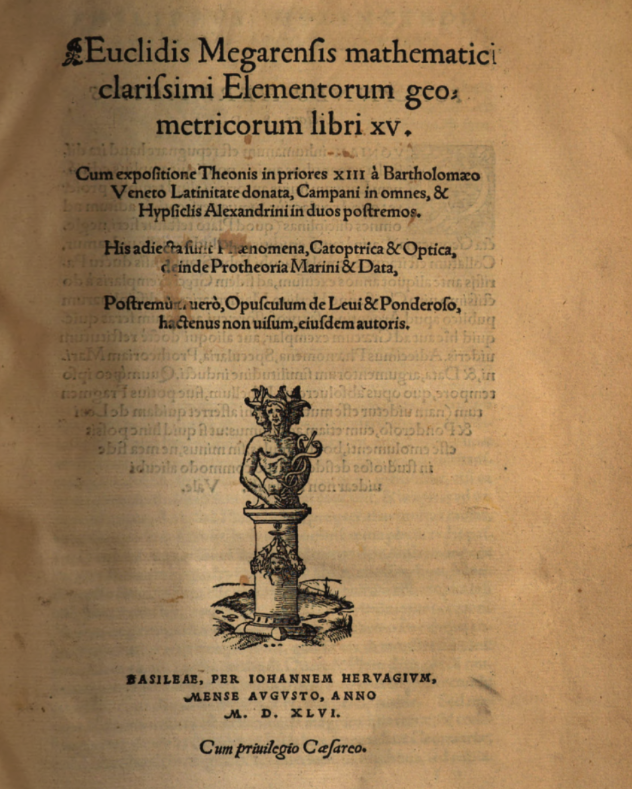 Euclidis Megarenſis mathematici
clariſsimi Elementorum geo-
metricorum libri xv.
Cum expoſitione Theonis in priores XIII à Bartholomæo
Veneto Latinitate donata, Campani in omnes, &
Hypſiclis Alexandrini in duos poſtremos.
His adiecta ſunt Phænomena, Catoptrica & Optica,
deinde Protheoria Marini & Data,
Poſtremùm uerò, Opuſculum de Leui & Ponderoſo,
hactenus non uiſum, eiuſdem autoris.
BASILEAE, PER IOHANNEM HERVAGIVM,
MENSE AVGVSTO, ANNO
M. D. XLVI.
Cum priuilegio Cæſareo.